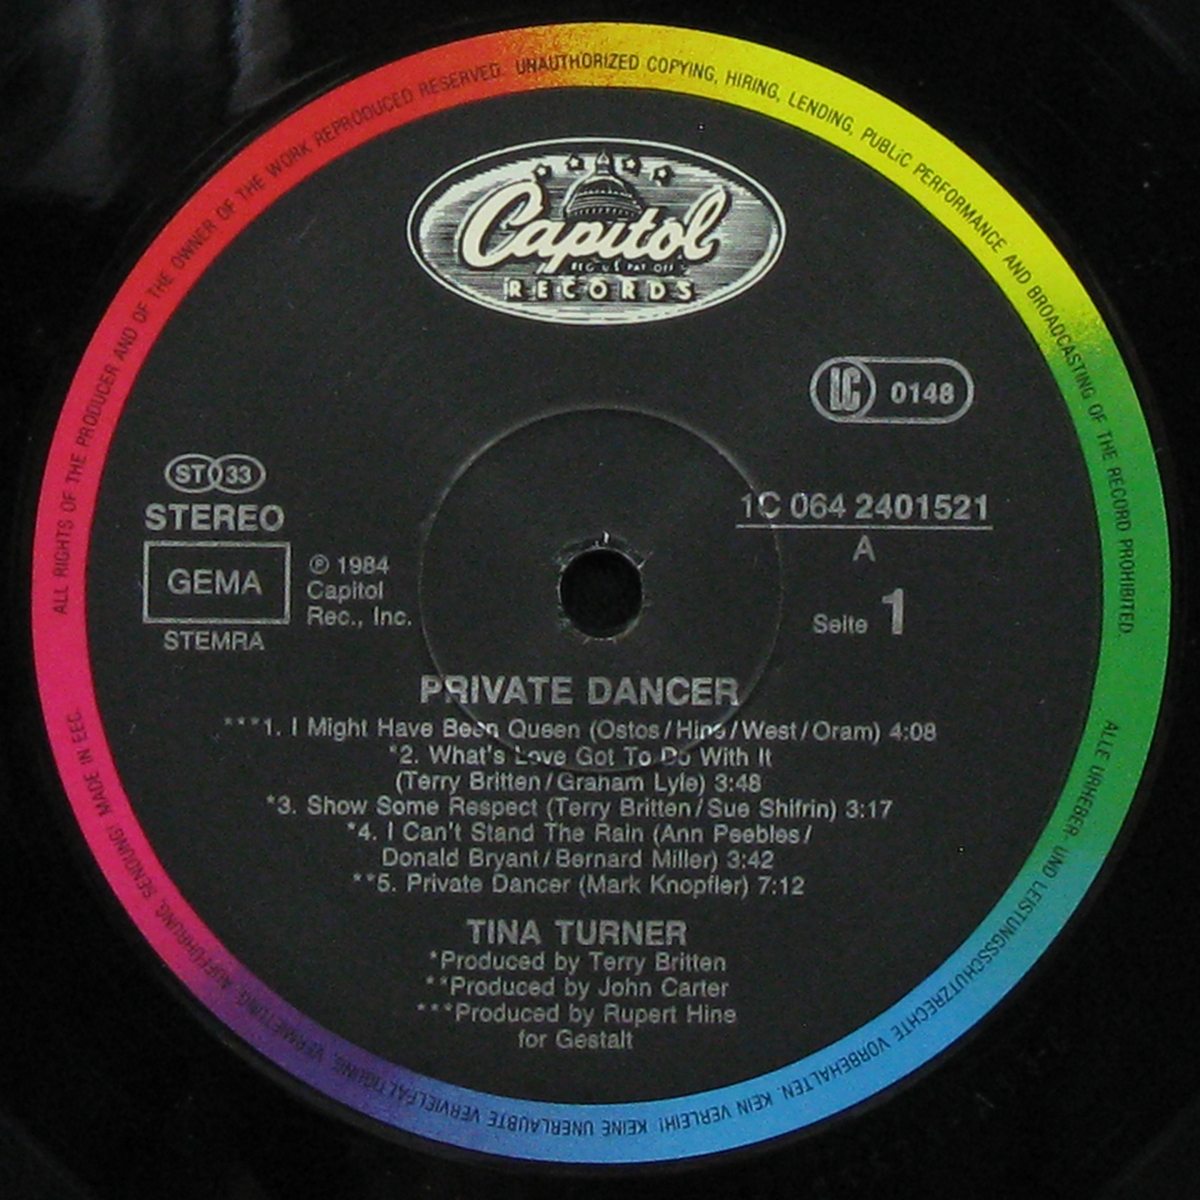 ALL RIGHTS OF THE PRODUCER AND OF THE OWNER OF THE WORK REPRODUCED RESERVED. UNAUTHORIZED COPYING, HIRING, LENDING, PUBLIC PERFORMANCE AND BROADCASTING OF THE RECORD PROHIBITED.
Capitol
REG. U.S. PAT. OFF.
RECORDS
LC 0148
ST 33
STEREO
GEMA
STEMRA
℗ 1984
Capitol
Rec., Inc.
1C 064 2401521
A
Seite 1
PRIVATE DANCER
***1. I Might Have Been Queen (Ostos/Hine/West/Oram) 4:08
*2. What's Love Got To Do With It
(Terry Britten/Graham Lyle) 3:48
*3. Show Some Respect (Terry Britten/Sue Shifrin) 3:17
*4. I Can't Stand The Rain (Ann Peebles/
Donald Bryant/Bernard Miller) 3:42
**5. Private Dancer (Mark Knopfler) 7:12
TINA TURNER
*Produced by Terry Britten
**Produced by John Carter
***Produced by Rupert Hine
for Gestalt
ALLE URHEBER- UND LEISTUNGSSCHUTZRECHTE VORBEHALTEN. KEIN VERLEIH! KEINE UNERLAUBTE VERVIELFÄLTIGUNG, VERMIETUNG, AUFFÜHRUNG, SENDUNG! MADE IN EEC.